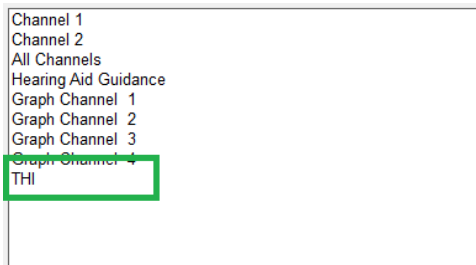 Channel 1
Channel 2
All Channels
Hearing Aid Guidance
Graph Channel  1
Graph Channel  2
Graph Channel  3
Graph Channel  4
THI